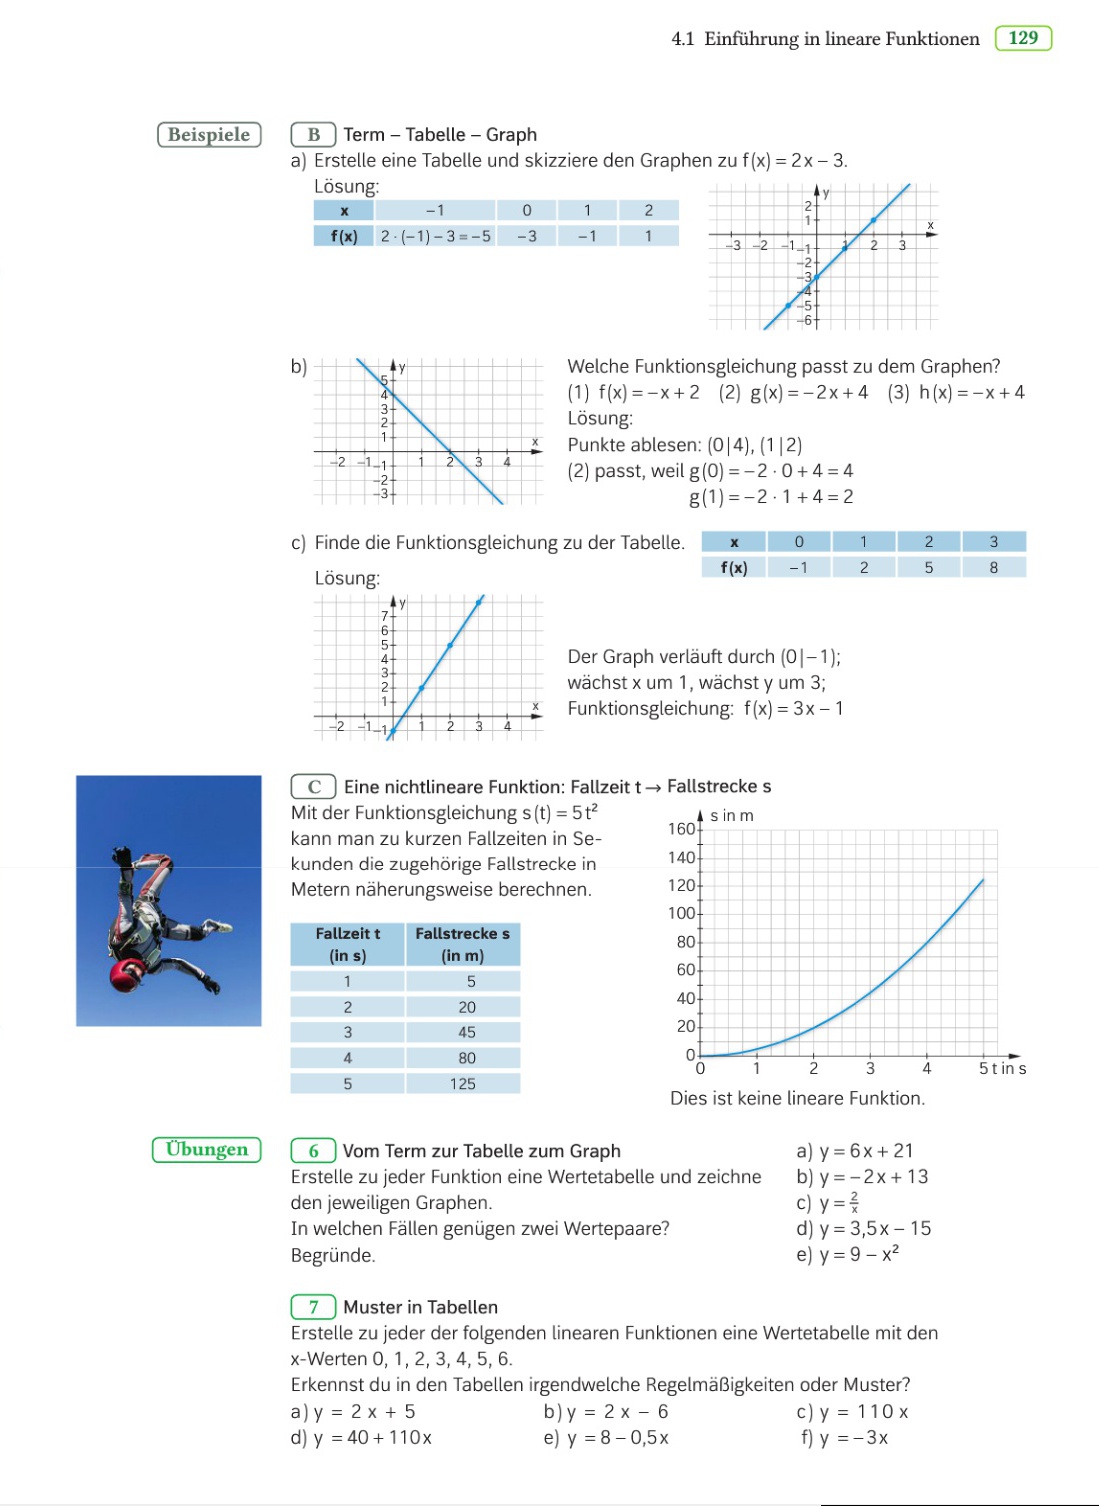 4.1 Einführung in lineare Funktionen 129
Beispiele
B Term – Tabelle – Graph
a) Erstelle eine Tabelle und skizziere den Graphen zu f(x) = 2x – 3.
Lösung:
x –1 0 1 2
f(x) 2 · (–1) – 3 = –5 –3 –1 1
y
2
1
x
–3 –2 –1 1 2 3
–1
–2
–3
–4
–5
–6
b)
y
5
4
3
2
1
x
–2 –1 1 2 3 4
–1
–2
–3
Welche Funktionsgleichung passt zu dem Graphen?
(1) f(x) = –x + 2 (2) g(x) = –2x + 4 (3) h(x) = –x + 4
Lösung:
Punkte ablesen: (0|4), (1|2)
(2) passt, weil g(0) = –2 · 0 + 4 = 4
g(1) = –2 · 1 + 4 = 2
c) Finde die Funktionsgleichung zu der Tabelle.
x 0 1 2 3
f(x) –1 2 5 8
Lösung:
y
7
6
5
4
3
2
1
x
–2 –1 1 2 3 4
–1
Der Graph verläuft durch (0|–1);
wächst x um 1, wächst y um 3;
Funktionsgleichung: f(x) = 3x – 1
C Eine nichtlineare Funktion: Fallzeit t → Fallstrecke s
Mit der Funktionsgleichung s(t) = 5t²
kann man zu kurzen Fallzeiten in Se-
kunden die zugehörige Fallstrecke in
Metern näherungsweise berechnen.
Fallzeit t Fallstrecke s
(in s) (in m)
1 5
2 20
3 45
4 80
5 125
s in m
160
140
120
100
80
60
40
20
0
0 1 2 3 4 5 t in s
Dies ist keine lineare Funktion.
Übungen
6 Vom Term zur Tabelle zum Graph
Erstelle zu jeder Funktion eine Wertetabelle und zeichne
den jeweiligen Graphen.
In welchen Fällen genügen zwei Wertepaare?
Begründe.
a) y = 6x + 21
b) y = –2x + 13
c) y = 2/x
d) y = 3,5x – 15
e) y = 9 – x²
7 Muster in Tabellen
Erstelle zu jeder der folgenden linearen Funktionen eine Wertetabelle mit den
x-Werten 0, 1, 2, 3, 4, 5, 6.
Erkennst du in den Tabellen irgendwelche Regelmäßigkeiten oder Muster?
a) y = 2 x + 5 b) y = 2 x – 6 c) y = 110 x
d) y = 40 + 110x e) y = 8 – 0,5x f) y = –3x